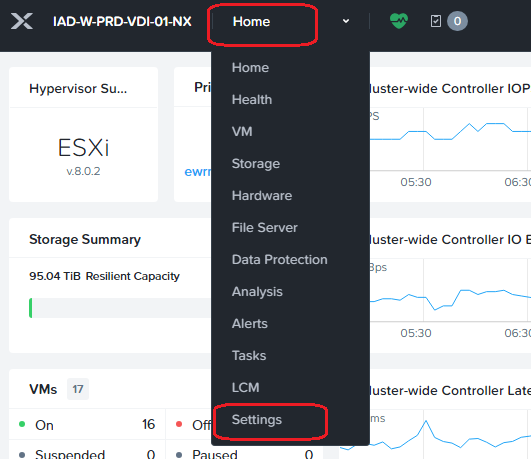 IAD-W-PRD-VDI-01-NX
Home
0
Home
Health
VM
Storage
Hardware
File Server
Data Protection
Analysis
Alerts
Tasks
LCM
Settings
Hypervisor Su...
ESXi
v.8.0.2
Pri
ewrr
Storage Summary
95.04 TiB Resilient Capacity
VMs 17
On 16
Off
Suspended 0
Paused 0
luster-wide Controller IOP
PS
05:30 06:30
luster-wide Controller IO B
Bps
05:30 06:30
luster-wide Controller Late
ms